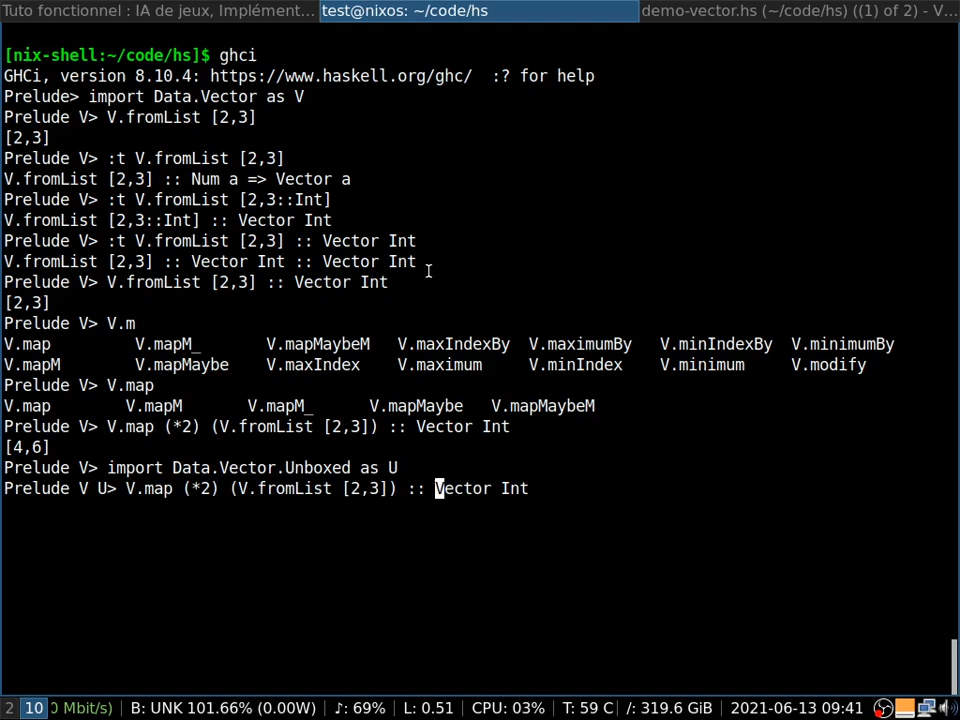 Tuto fonctionnel : IA de jeux, Implément... test@nixos: ~/code/hs demo-vector.hs (~/code/hs) ((1) of 2) - V...
[nix-shell:~/code/hs]$ ghci
GHCi, version 8.10.4: https://www.haskell.org/ghc/  :? for help
Prelude> import Data.Vector as V
Prelude V> V.fromList [2,3]
[2,3]
Prelude V> :t V.fromList [2,3]
V.fromList [2,3] :: Num a => Vector a
Prelude V> :t V.fromList [2,3::Int]
V.fromList [2,3::Int] :: Vector Int
Prelude V> :t V.fromList [2,3] :: Vector Int
V.fromList [2,3] :: Vector Int :: Vector Int
Prelude V> V.fromList [2,3] :: Vector Int
[2,3]
Prelude V> V.m
V.map V.mapM_ V.mapMaybeM V.maxIndexBy V.maximumBy V.minIndexBy V.minimumBy
V.mapM V.mapMaybe V.maxIndex V.maximum V.minIndex V.minimum V.modify
Prelude V> V.map
V.map V.mapM V.mapM_ V.mapMaybe V.mapMaybeM
Prelude V> V.map (*2) (V.fromList [2,3]) :: Vector Int
[4,6]
Prelude V> import Data.Vector.Unboxed as U
Prelude V U> V.map (*2) (V.fromList [2,3]) :: Vector Int
2 10 0 Mbit/s) | B: UNK 101.66% (0.00W) | ♪: 69% | L: 0.51 | CPU: 03% | T: 59 C | /: 319.6 GiB | 2021-06-13 09:41